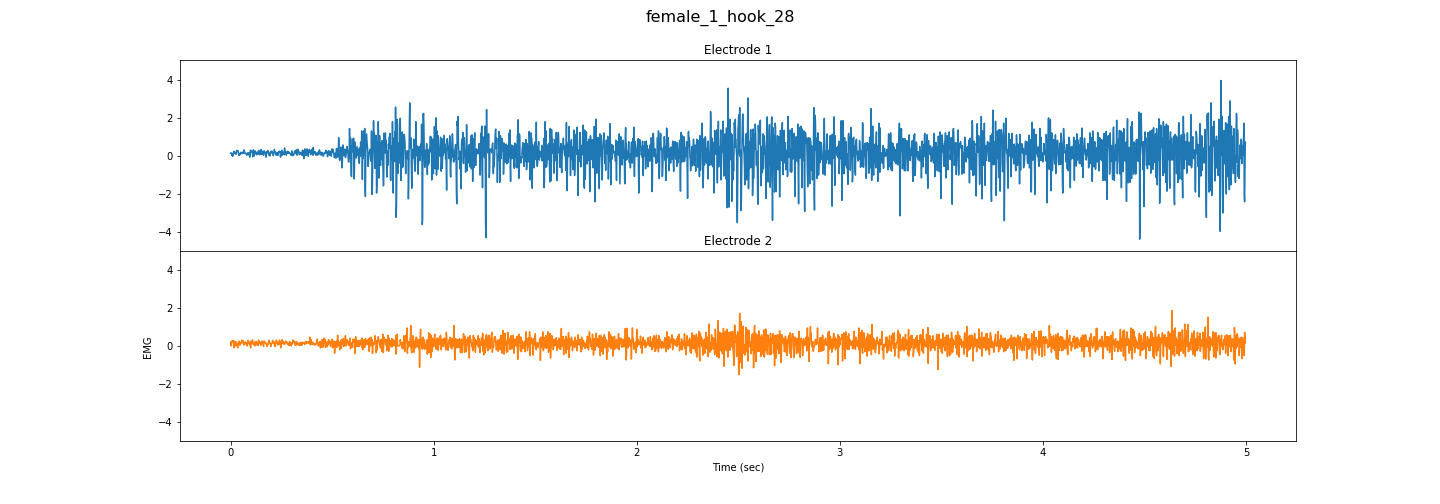 female_1_hook_28
Electrode 1
4
2
0
−2
−4
Electrode 2
4
2
0
−2
−4
EMG
0 1 2 3 4 5
Time (sec)